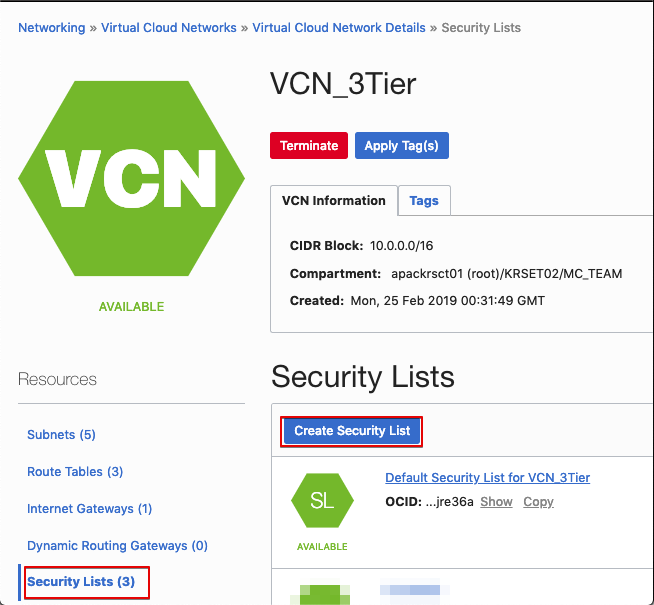 Networking » Virtual Cloud Networks » Virtual Cloud Network Details » Security Lists
VCN_3Tier
VCN
Terminate
Apply Tag(s)
VCN Information
Tags
CIDR Block: 10.0.0.0/16
Compartment: apackrsct01 (root)/KRSET02/MC_TEAM
Created: Mon, 25 Feb 2019 00:31:49 GMT
AVAILABLE
Resources
Subnets (5)
Route Tables (3)
Internet Gateways (1)
Dynamic Routing Gateways (0)
Security Lists (3)
Security Lists
Create Security List
SL
Default Security List for VCN_3Tier
OCID: ...jre36a Show Copy
AVAILABLE